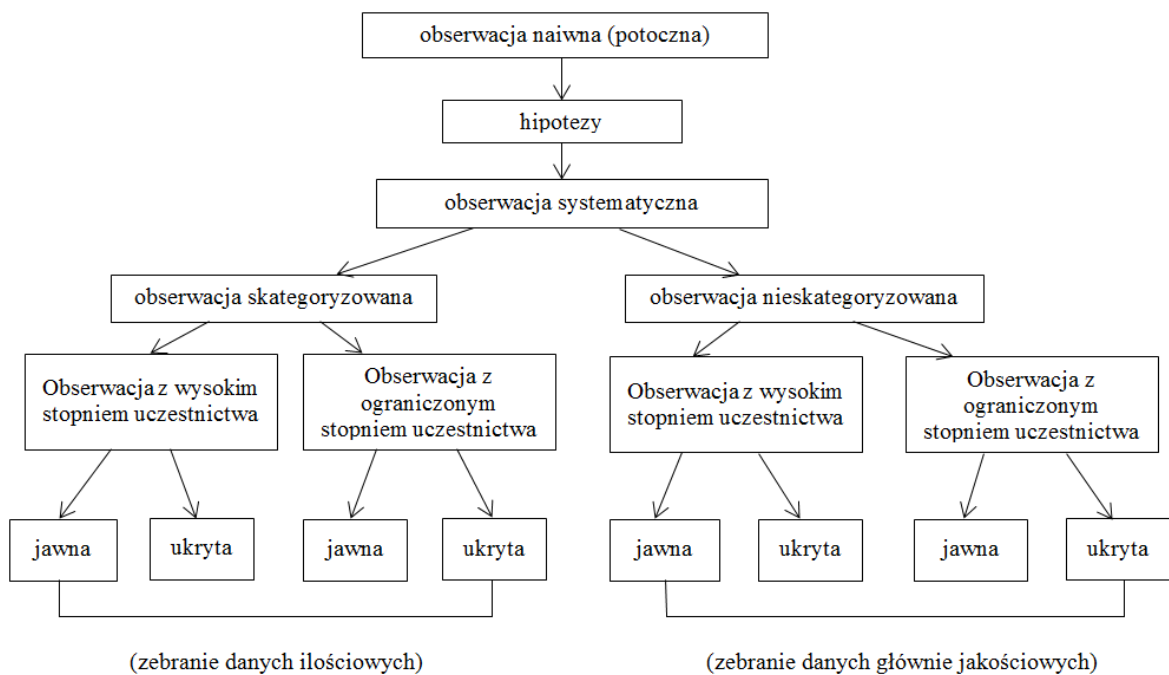 obserwacja naiwna (potoczna)
hipotezy
obserwacja systematyczna
obserwacja skategoryzowana
obserwacja nieskategoryzowana
Obserwacja z wysokim
stopniem uczestnictwa
Obserwacja z
ograniczonym
stopniem uczestnictwa
Obserwacja z wysokim
stopniem uczestnictwa
Obserwacja z
ograniczonym
stopniem uczestnictwa
jawna
ukryta
jawna
ukryta
jawna
ukryta
jawna
ukryta
(zebranie danych ilościowych)
(zebranie danych głównie jakościowych)